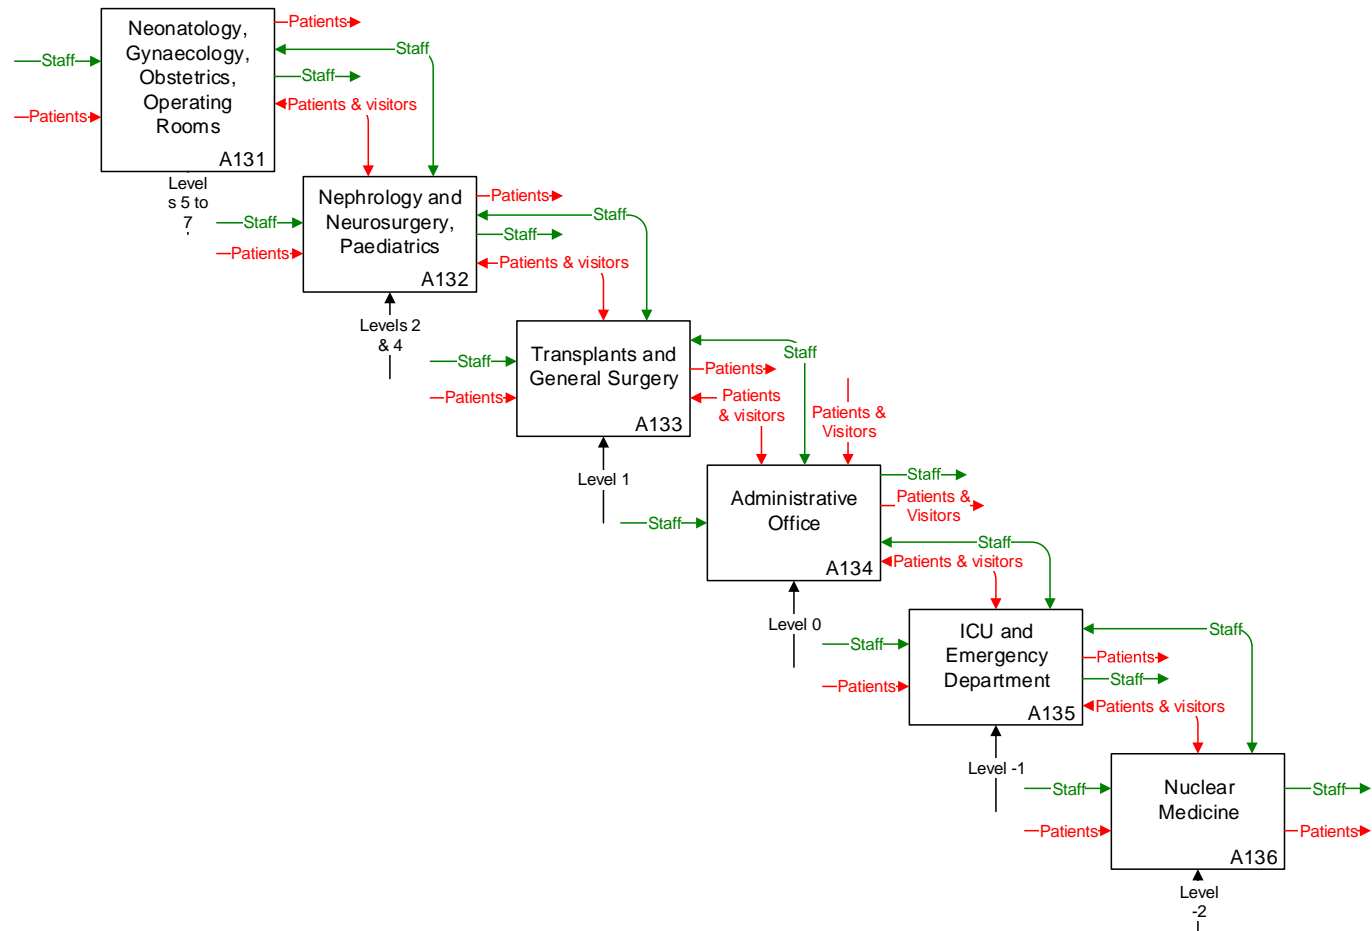 Patients
Neonatology,
Gynaecology,
Obstetrics,
Operating
Rooms
A131
Staff
Staff
Staff
Patients & visitors
Patients
Level
s 5 to
7
Nephrology and
Neurosurgery,
Paediatrics
A132
Patients
Staff
Staff
Staff
Patients
Patients & visitors
Levels 2
& 4
Transplants and
General Surgery
A133
Staff
Staff
Patients
Patients
Patients
& visitors
Patients &
Visitors
Level 1
Administrative
Office
A134
Staff
Patients &
Visitors
Staff
Staff
Patients & visitors
Level 0
ICU and
Emergency
Department
A135
Staff
Staff
Patients
Patients
Staff
Patients & visitors
Level -1
Nuclear
Medicine
A136
Staff
Staff
Patients
Patients
Level
-2